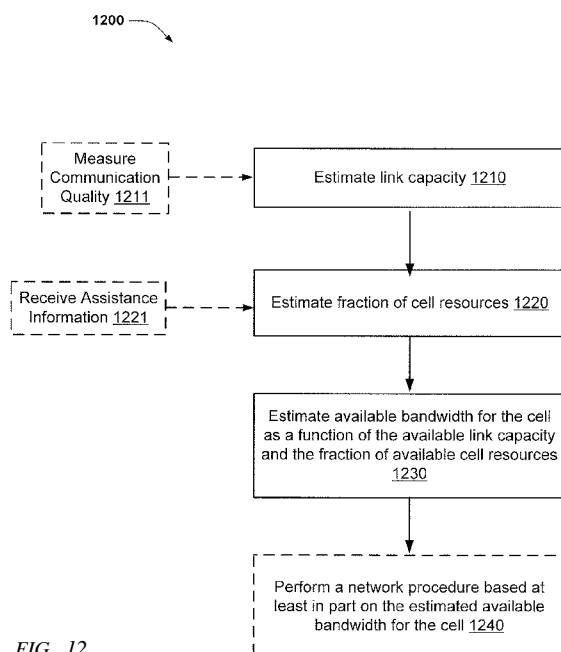 1200
Measure
Communication
Quality 1211
Estimate link capacity 1210
Receive Assistance
Information 1221
Estimate fraction of cell resources 1220
Estimate available bandwidth for the cell
as a function of the available link capacity
and the fraction of available cell resources
1230
Perform a network procedure based at
least in part on the estimated available
bandwidth for the cell 1240
FIG. 12